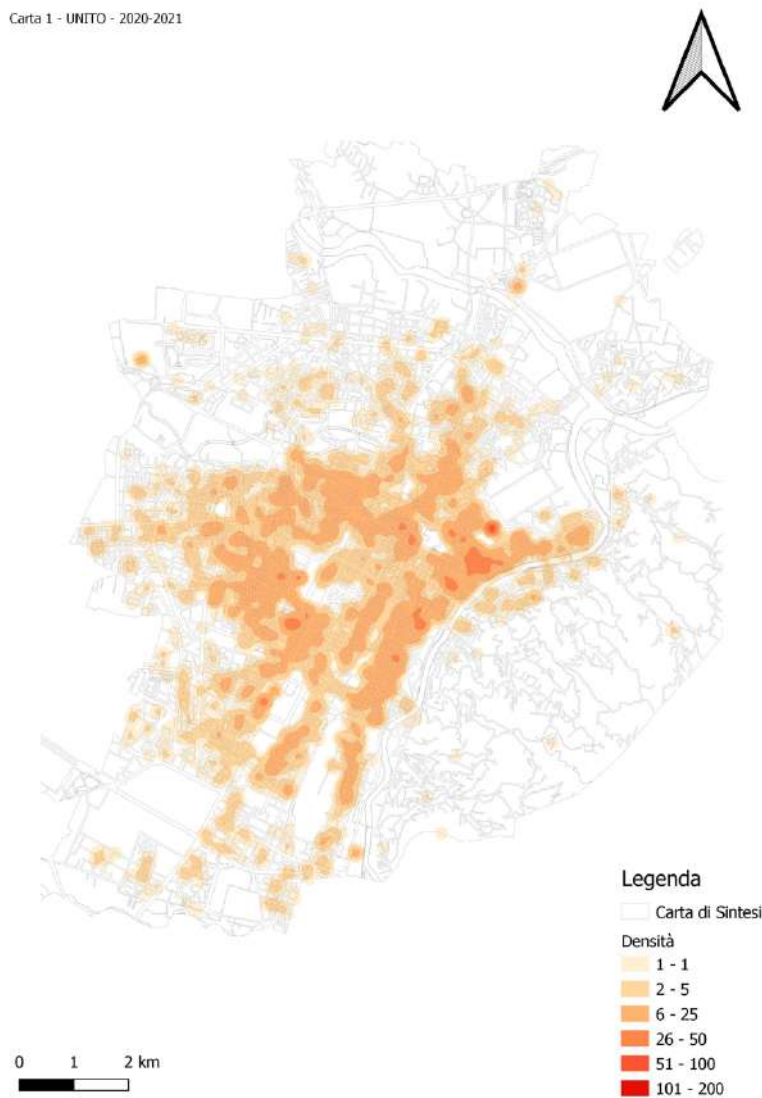 Carta 1 - UNITO - 2020-2021
Legenda
Carta di Sintesi
Densità
1 - 1
2 - 5
6 - 25
26 - 50
51 - 100
101 - 200
0 1 2 km